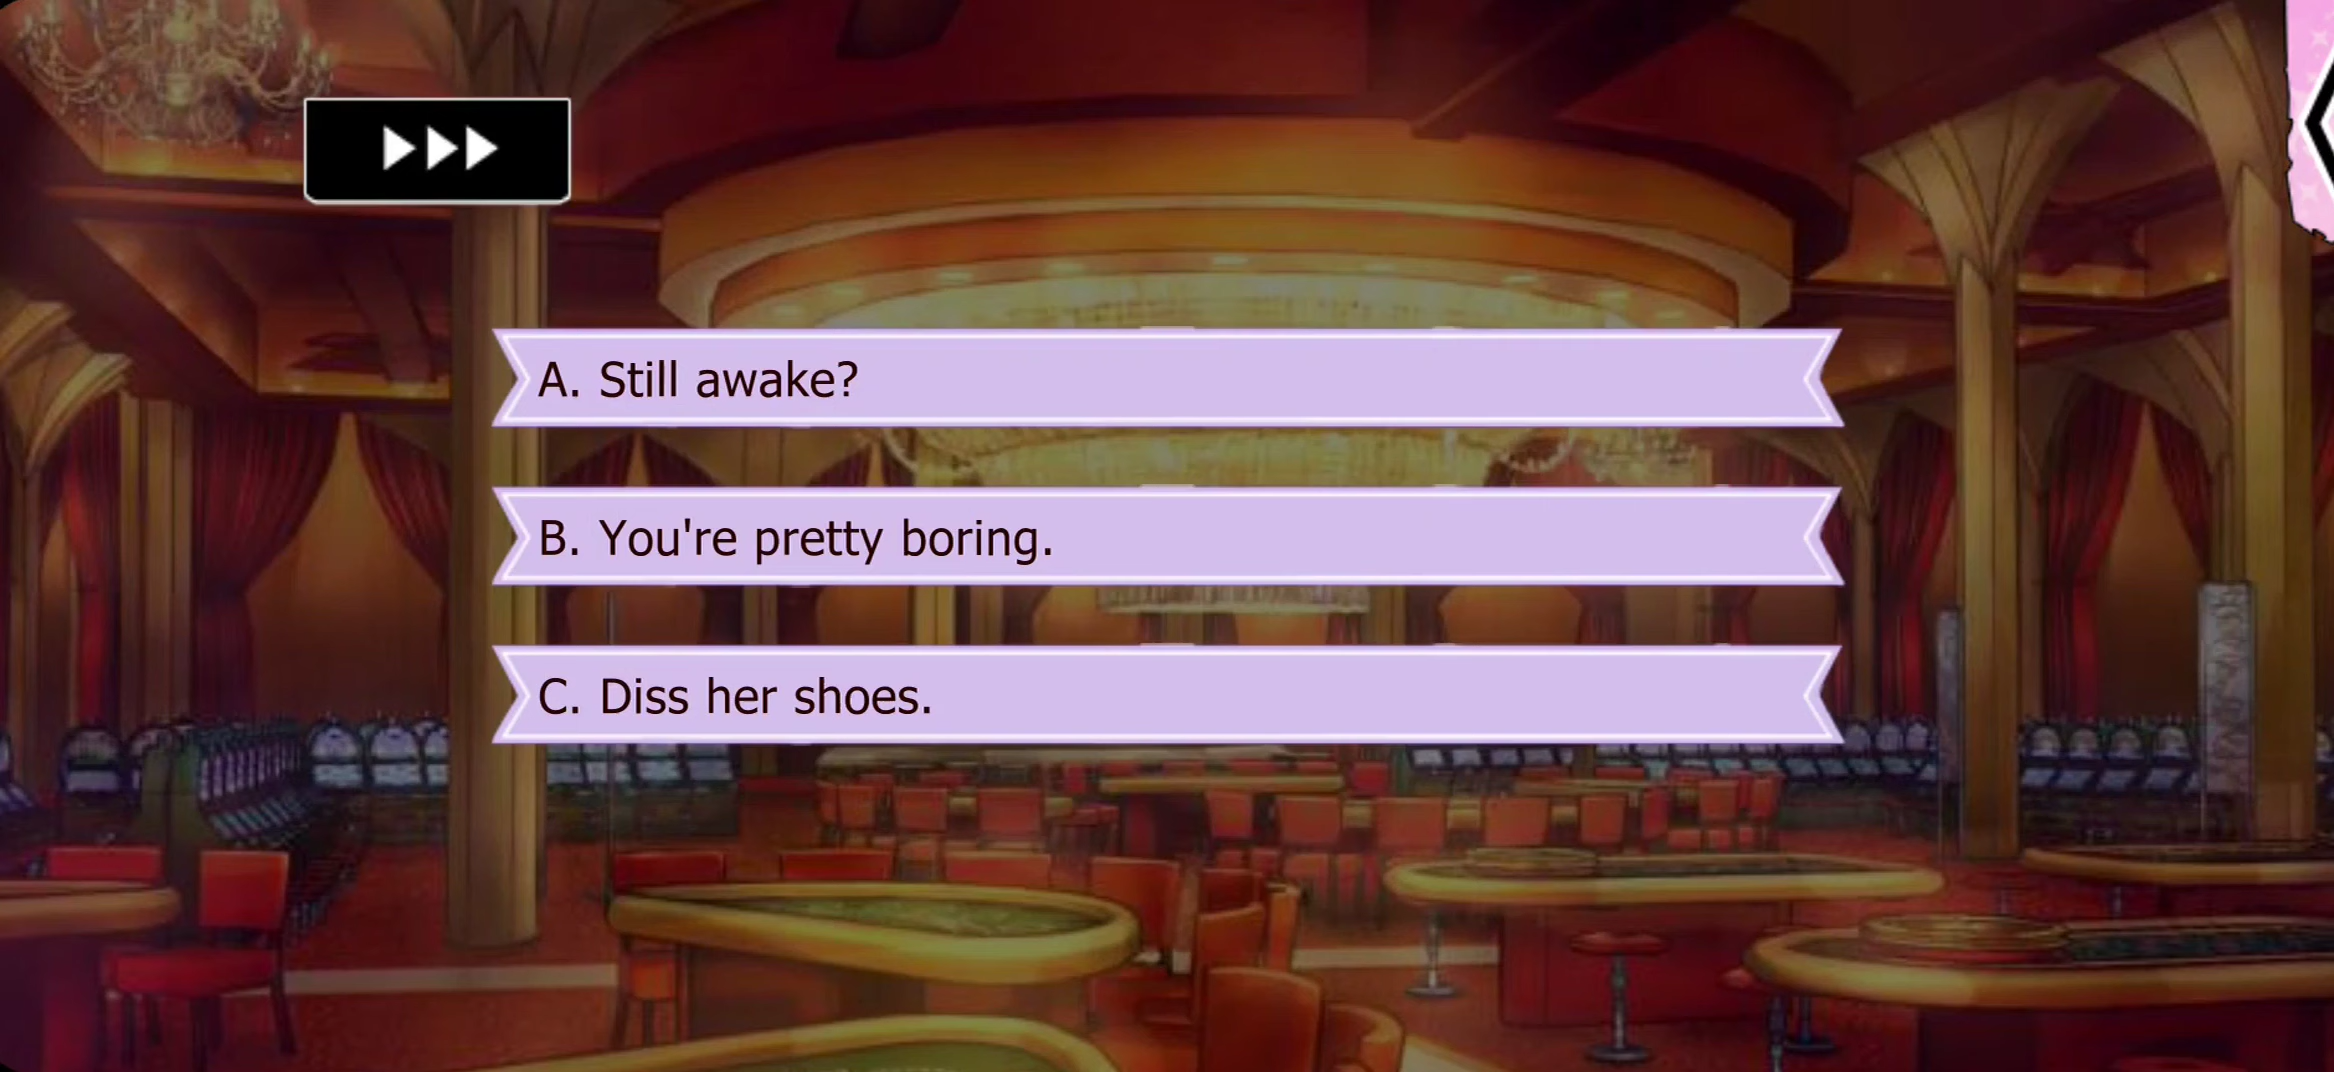 A. Still awake?
B. You're pretty boring.
C. Diss her shoes.